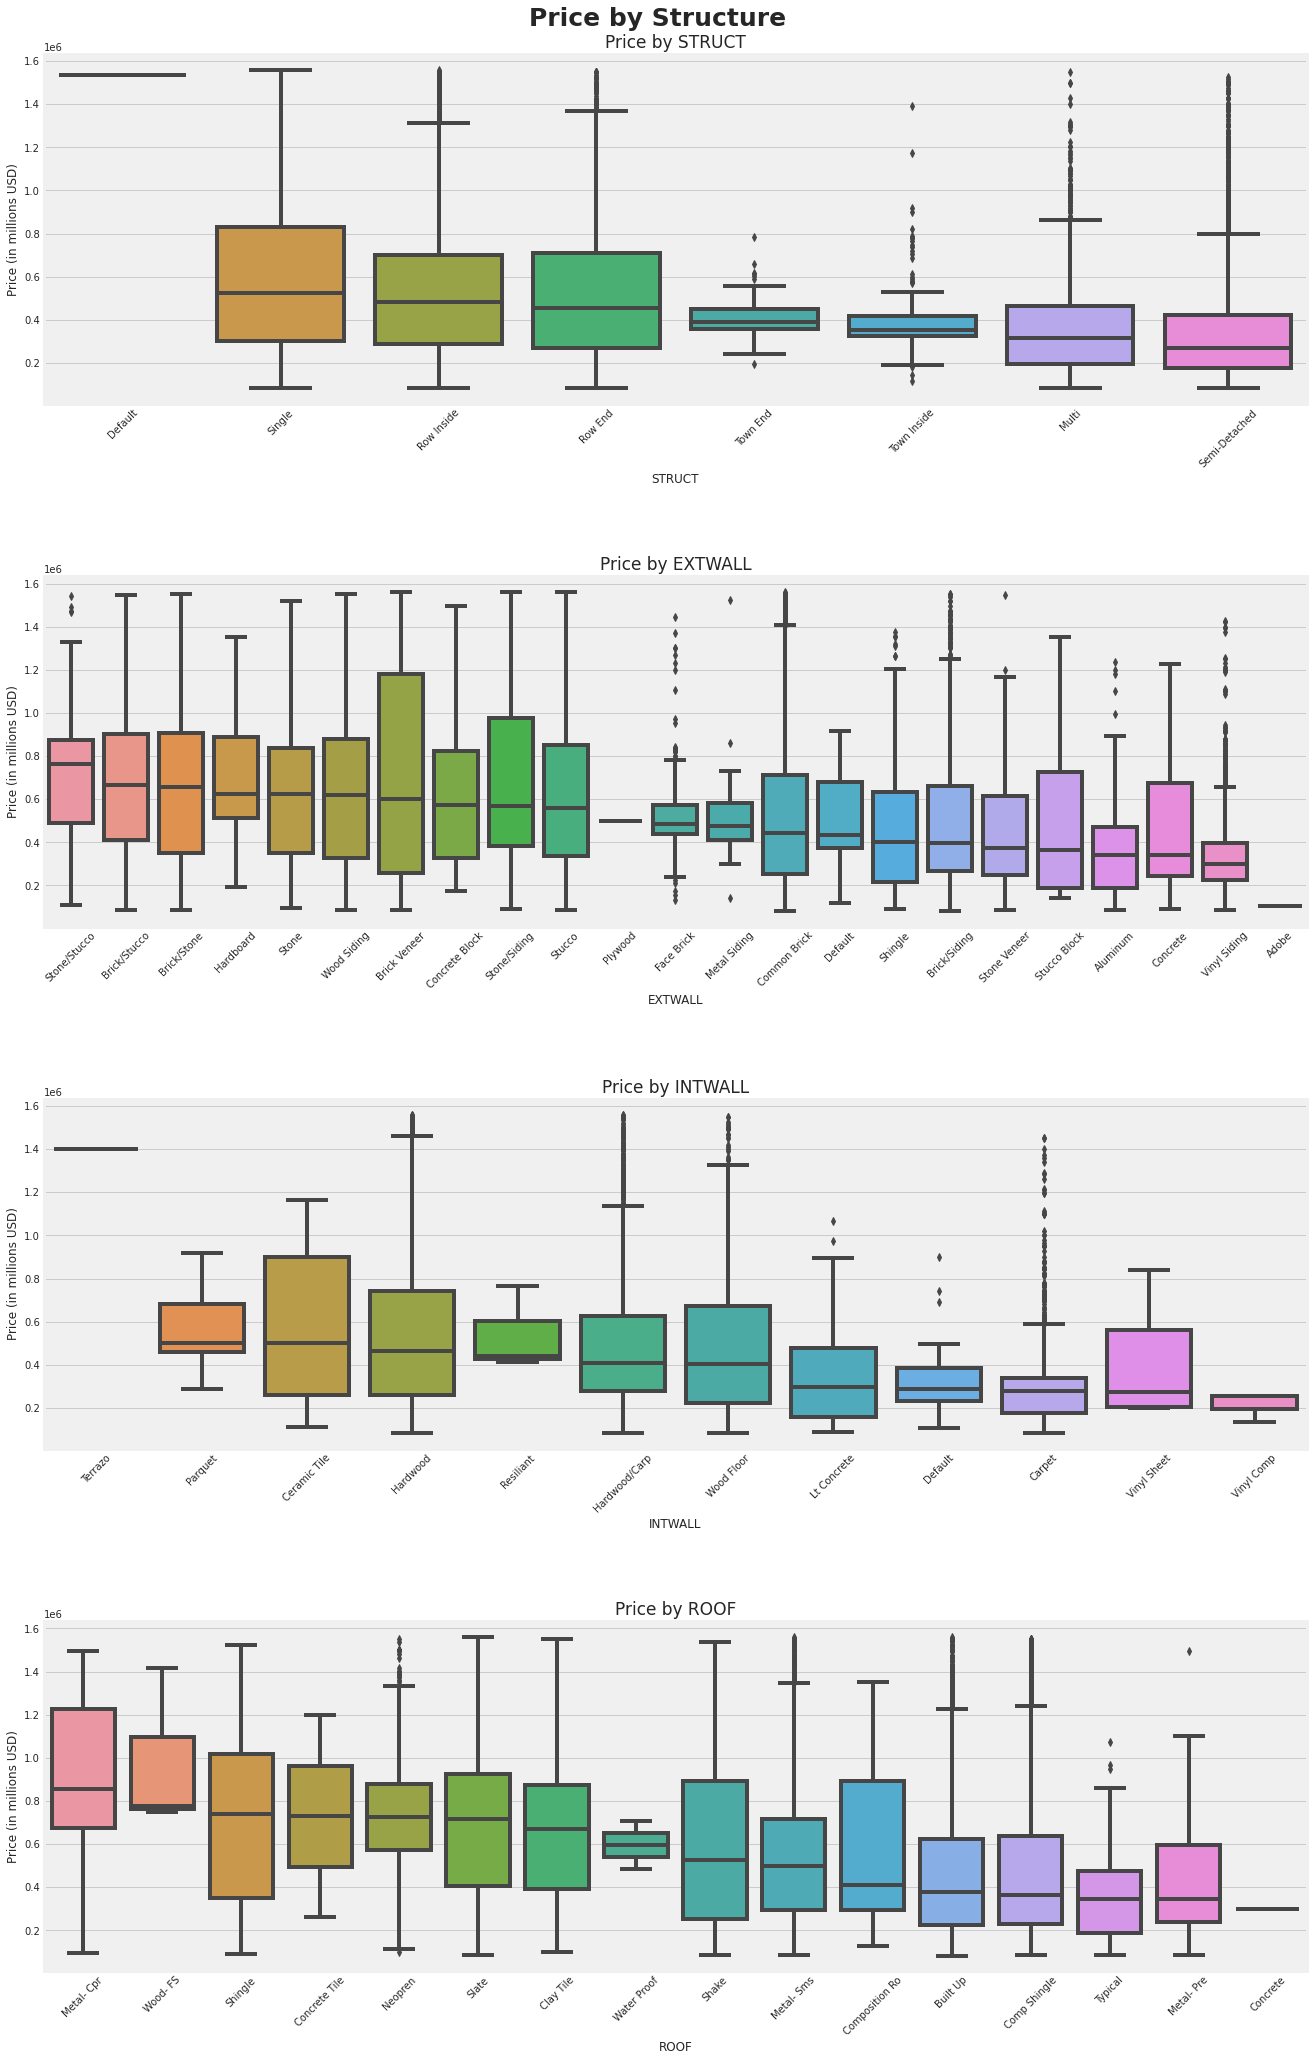 Price by Structure
Price by STRUCT
1e6
1.6
1.4
1.2
1.0
0.8
0.6
0.4
0.2
Price (in millions USD)
Default
Single
Row Inside
Row End
Town End
Town Inside
Multi
Semi-Detached
STRUCT
Price by EXTWALL
1e6
1.6
1.4
1.2
1.0
0.8
0.6
0.4
0.2
Price (in millions USD)
Stone/Stucco
Brick/Stucco
Brick/Stone
Hardboard
Stone
Wood Siding
Brick Veneer
Concrete Block
Stone/Siding
Stucco
Plywood
Face Brick
Metal Siding
Common Brick
Default
Shingle
Brick/Siding
Stone Veneer
Stucco Block
Aluminum
Concrete
Vinyl Siding
Adobe
EXTWALL
Price by INTWALL
1e6
1.6
1.4
1.2
1.0
0.8
0.6
0.4
0.2
Price (in millions USD)
Terrazo
Parquet
Ceramic Tile
Hardwood
Resiliant
Hardwood/Carp
Wood Floor
Lt Concrete
Default
Carpet
Vinyl Sheet
Vinyl Comp
INTWALL
Price by ROOF
1e6
1.6
1.4
1.2
1.0
0.8
0.6
0.4
0.2
Price (in millions USD)
Metal- Cpr
Wood- FS
Shingle
Concrete Tile
Neopren
Slate
Clay Tile
Water Proof
Shake
Metal- Sms
Composition Ro
Built Up
Comp Shingle
Typical
Metal- Pre
Concrete
ROOF